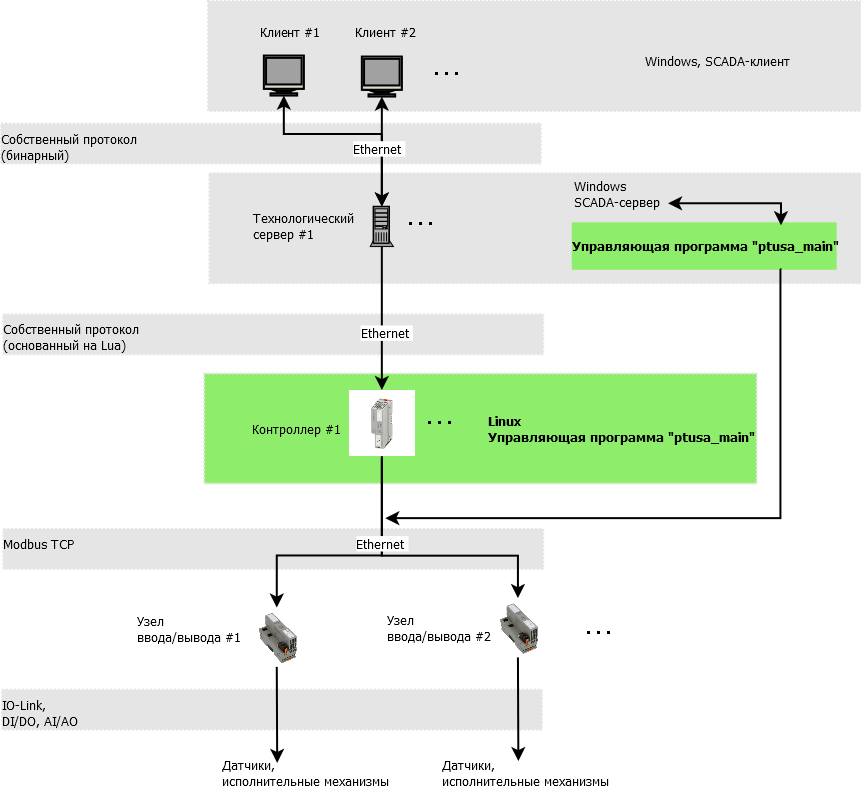 Клиент #1
Клиент #2
. . .
Windows, SCADA-клиент
Собственный протокол
(бинарный)
Ethernet
Windows
SCADA-сервер
Технологический
сервер #1
. . .
Управляющая программа "ptusa_main"
Собственный протокол
(основанный на Lua)
Ethernet
Контроллер #1
. . .
Linux
Управляющая программа "ptusa_main"
Modbus TCP
Ethernet
Узел
ввода/вывода #1
Узел
ввода/вывода #2
. . .
IO-Link,
DI/DO, AI/AO
Датчики,
исполнительные механизмы
Датчики,
исполнительные механизмы